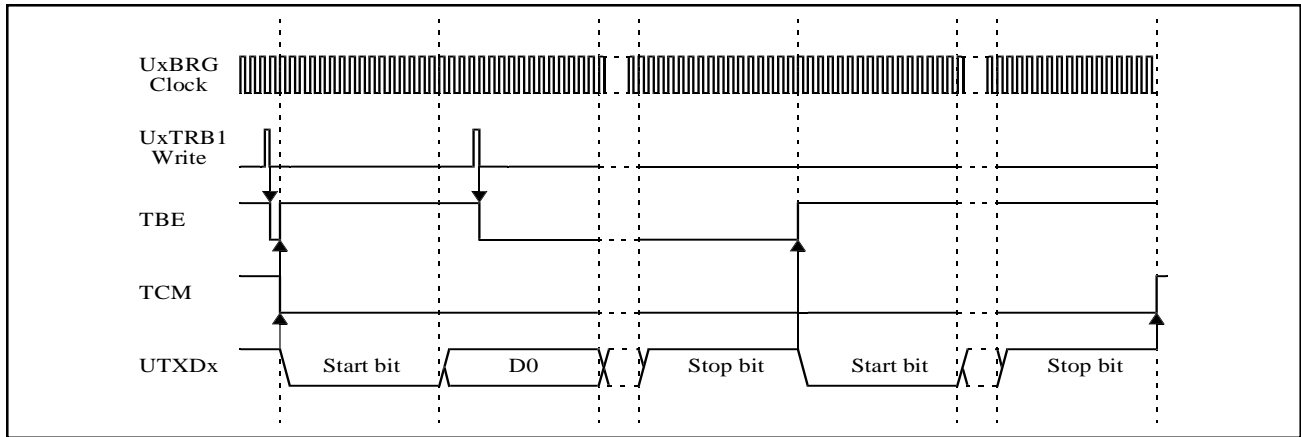 UxBRG
Clock
UxTRB1
Write
TBE
TCM
UTXDx
Start bit
D0
Stop bit
Start bit
Stop bit